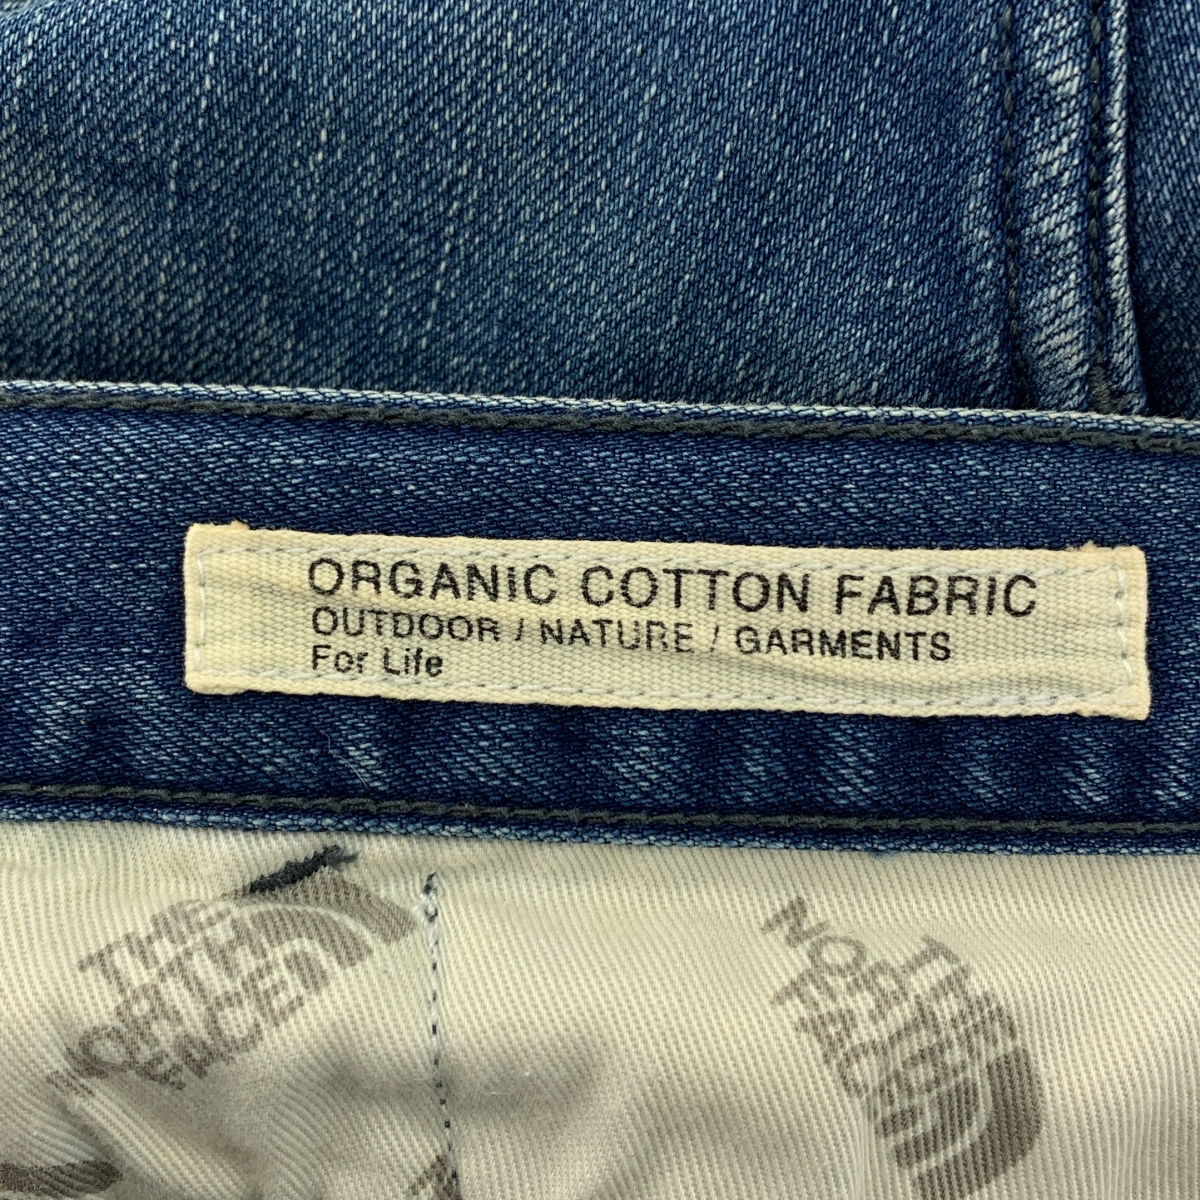 ORGANIC COTTON FABRIC
OUTDOOR / NATURE / GARMENTS
For Life
THE
NORTH
FACE
THE
NORTH
FACE